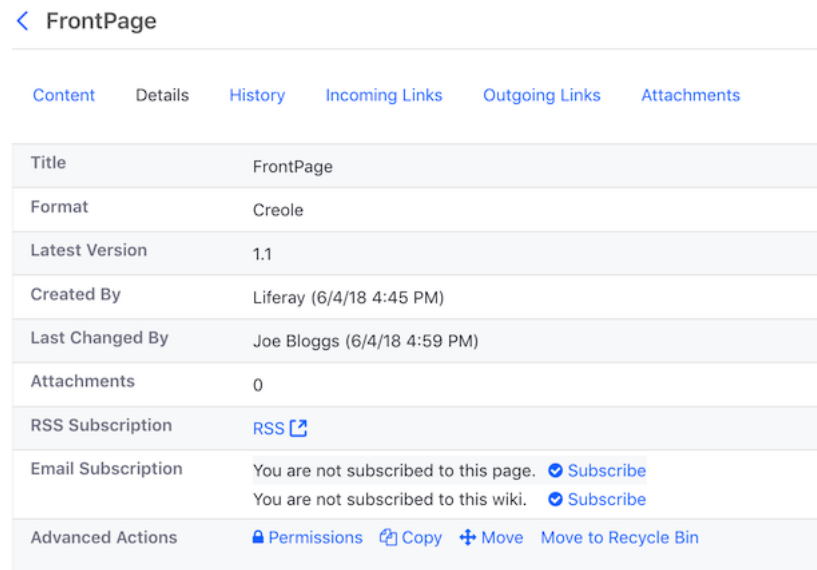 FrontPage
Content Details History Incoming Links Outgoing Links Attachments
Title FrontPage
Format Creole
Latest Version 1.1
Created By Liferay (6/4/18 4:45 PM)
Last Changed By Joe Bloggs (6/4/18 4:59 PM)
Attachments 0
RSS Subscription RSS
Email Subscription You are not subscribed to this page. Subscribe
You are not subscribed to this wiki. Subscribe
Advanced Actions Permissions Copy Move Move to Recycle Bin